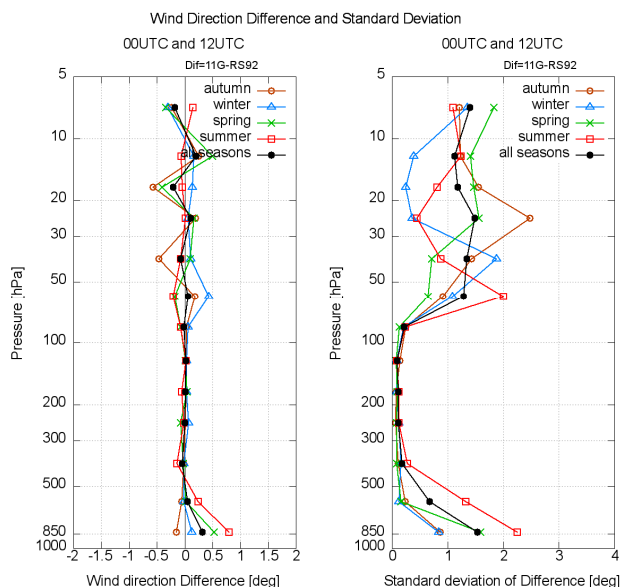 Wind Direction Difference and Standard Deviation
00UTC and 12UTC
Dif=11G-RS92
autumn
winter
spring
summer
all seasons
5
10
20
30
50
100
200
300
500
850
1000
-2
-1.5
-1
-0.5
0
0.5
1
1.5
2
Pressure [hPa]
Wind direction Difference [deg]
00UTC and 12UTC
Dif=11G-RS92
autumn
winter
spring
summer
all seasons
5
10
20
30
50
100
200
300
500
850
1000
0
1
2
3
4
Pressure [hPa]
Standard deviation of Difference [deg]